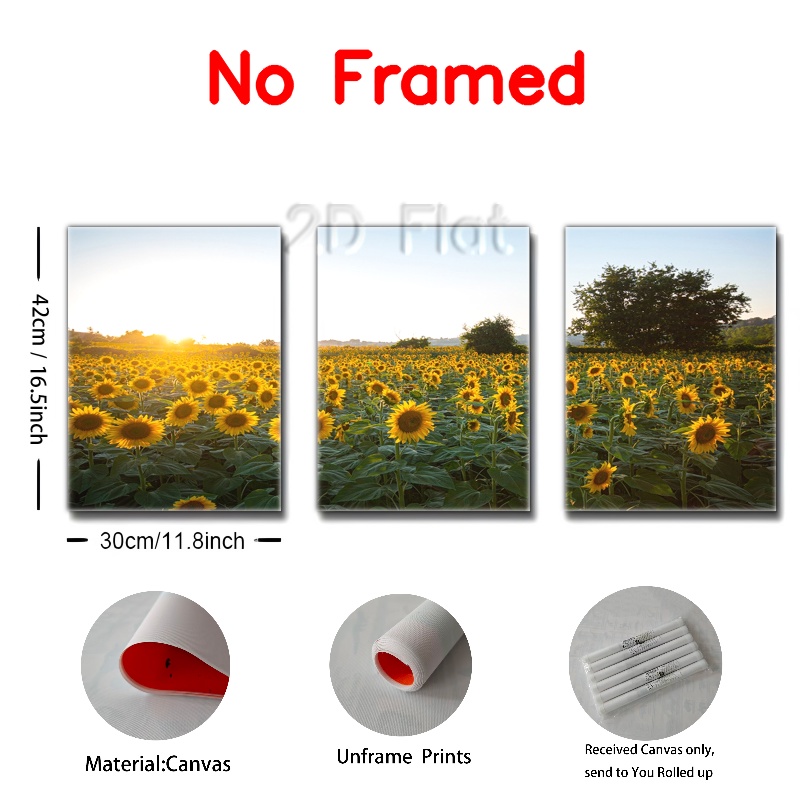 No Framed
2D Flat
42cm / 16.5inch
30cm/11.8inch
Material:Canvas
Unframe Prints
Received Canvas only,
send to You Rolled up